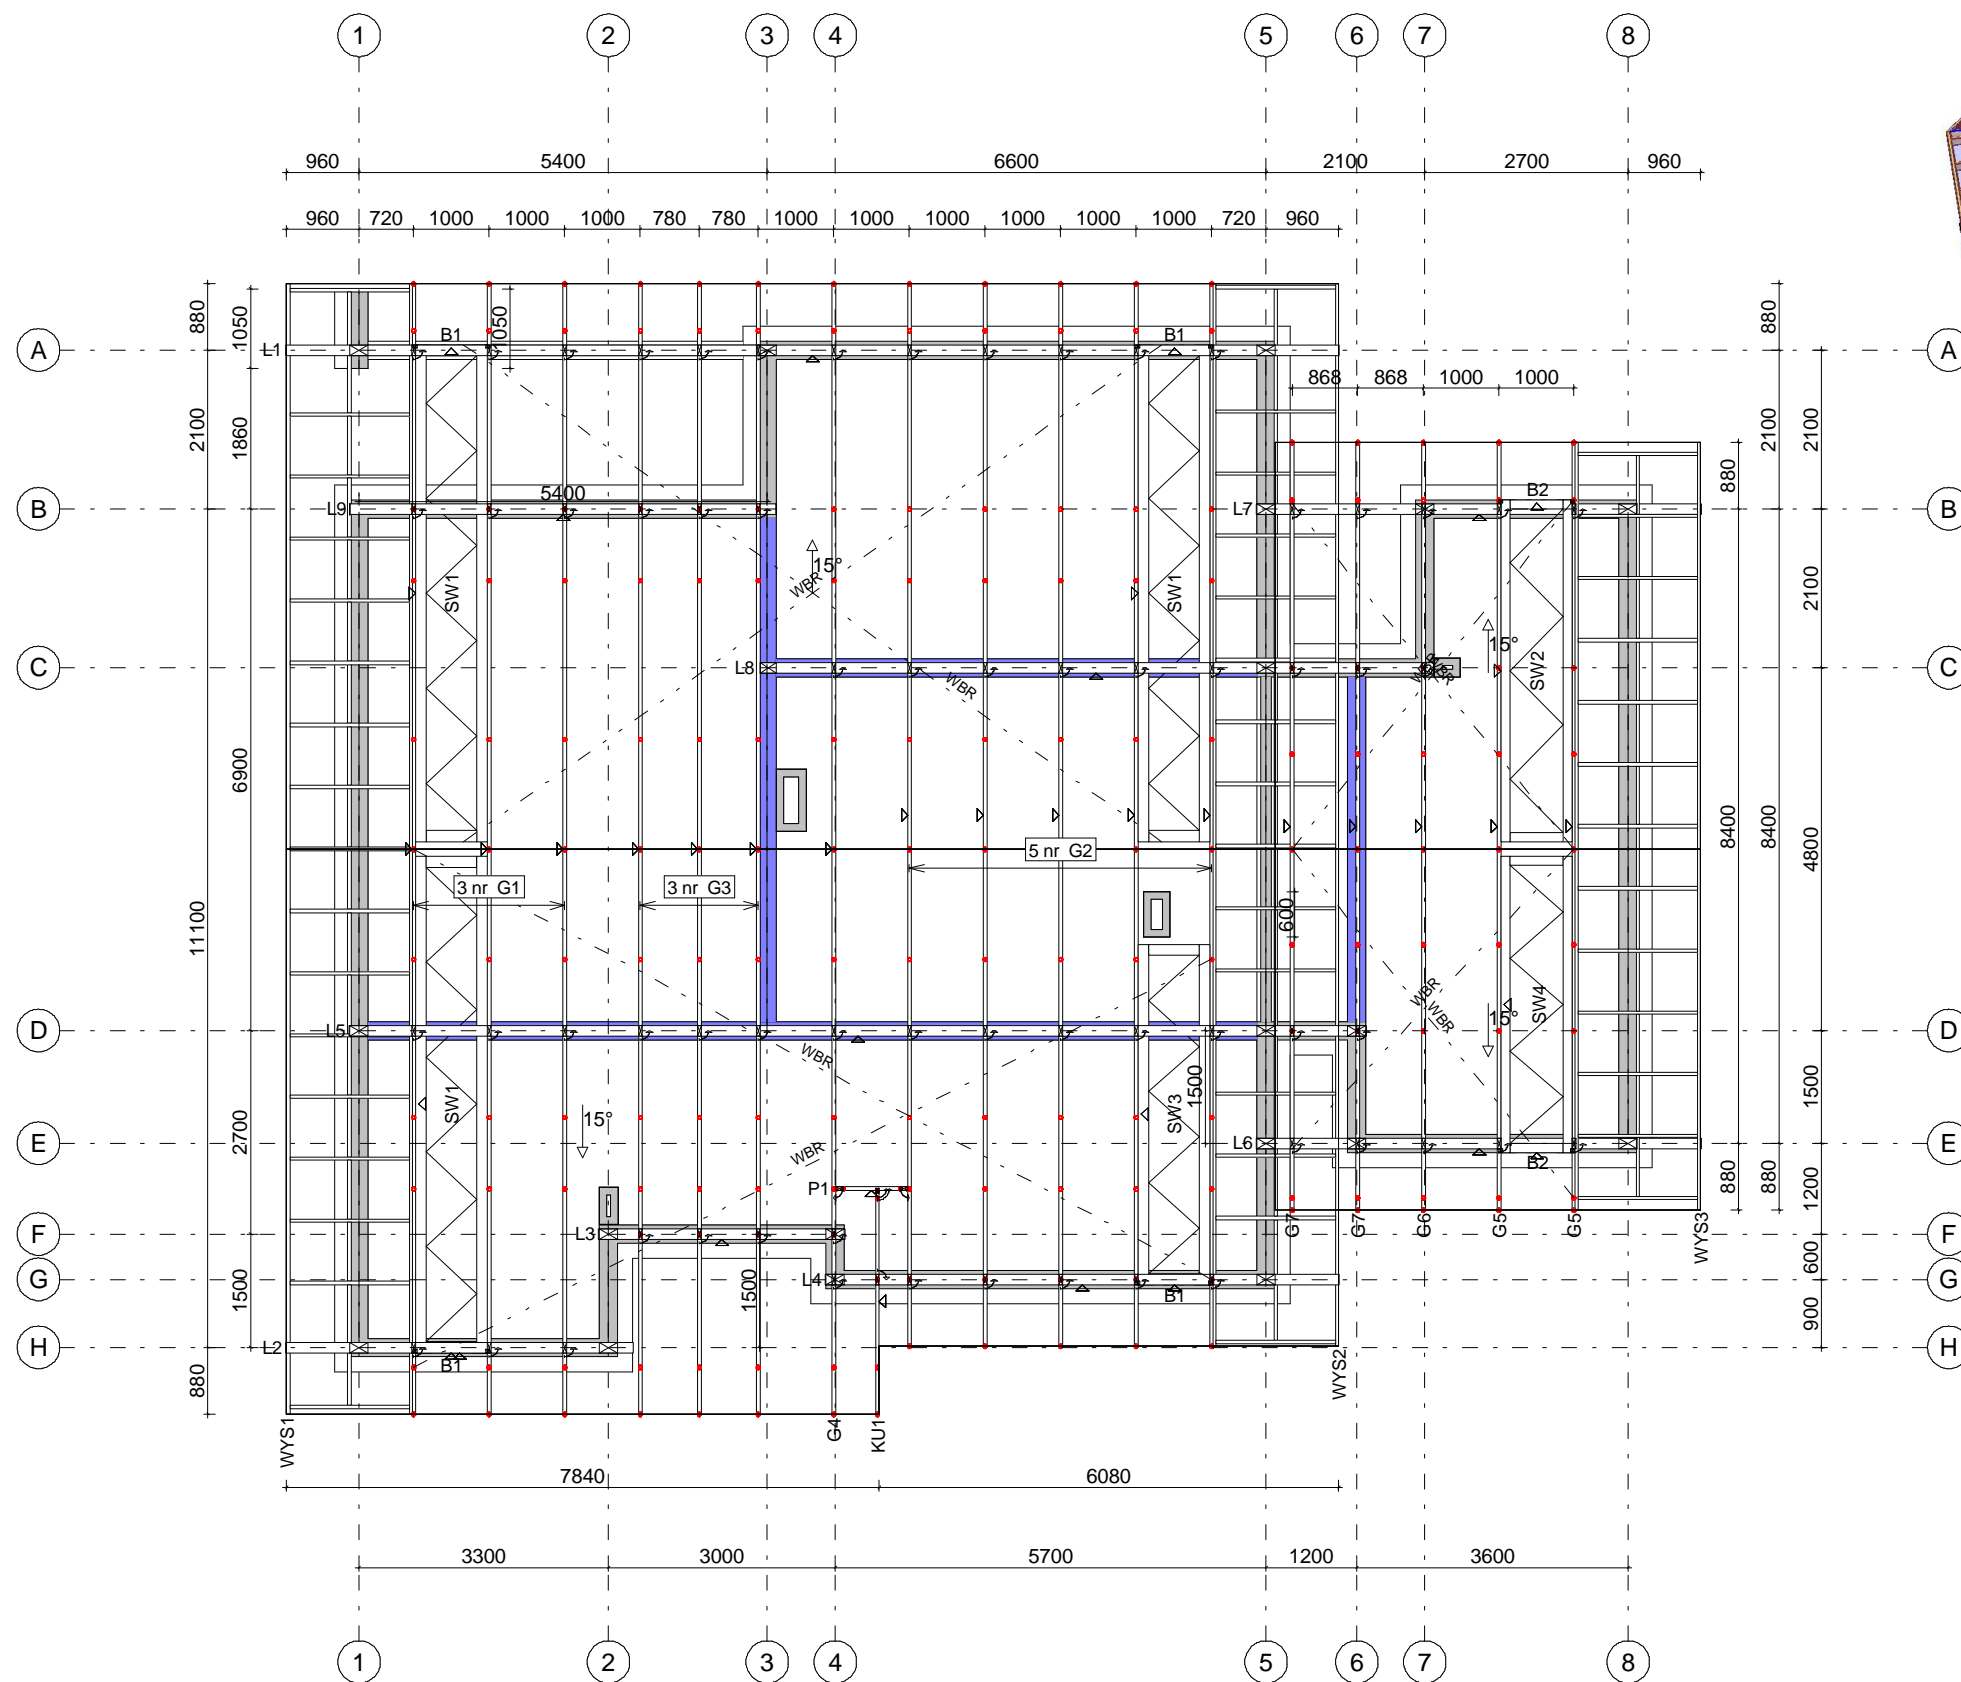 1 2 3 4 5 6 7 8
960 5400 6600 2100 2700 960
960 720 1000 1000 1000 780 780 1000 1000 1000 1000 1000 1000 720 960
880 1050 1050 880
A L1 B1 B1 A
868 868 1000 1000
2100 1860 2100 2100
880
5400 B2
B L9 L7 B
15°
WBR
SW1 SW1 2100
15°
C L8 SW2 C
WBR WBR WBR
6900
8400 8400 4800
5 nr G2
3 nr G1 3 nr G3
11100 600
WBR
SW4
WBR 15°
D L5 D
WBR
1500 1500
SW1 15° SW3
2700
E WBR L6 B2 E
P1 880 880 1200
G7 G7 G6 G5 G5 WYS3
F L3 F
600
G L4 B1 G
1500 1500
900
H L2 B1 H
880
WYS2
WYS1 G4 KU1
7840 6080
3300 3000 5700 1200 3600
1 2 3 4 5 6 7 8